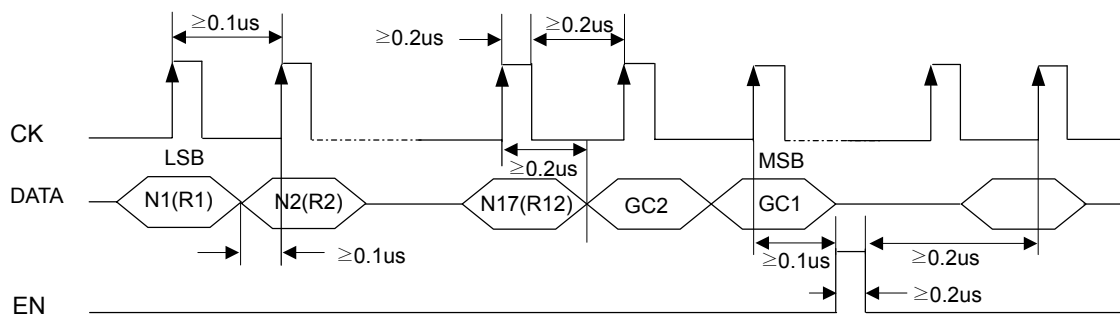 ≥0.1us
≥0.2us
≥0.2us
CK
LSB
≥0.2us
MSB
DATA
N1(R1)
N2(R2)
N17(R12)
GC2
GC1
≥0.1us
≥0.1us
≥0.2us
≥0.2us
EN